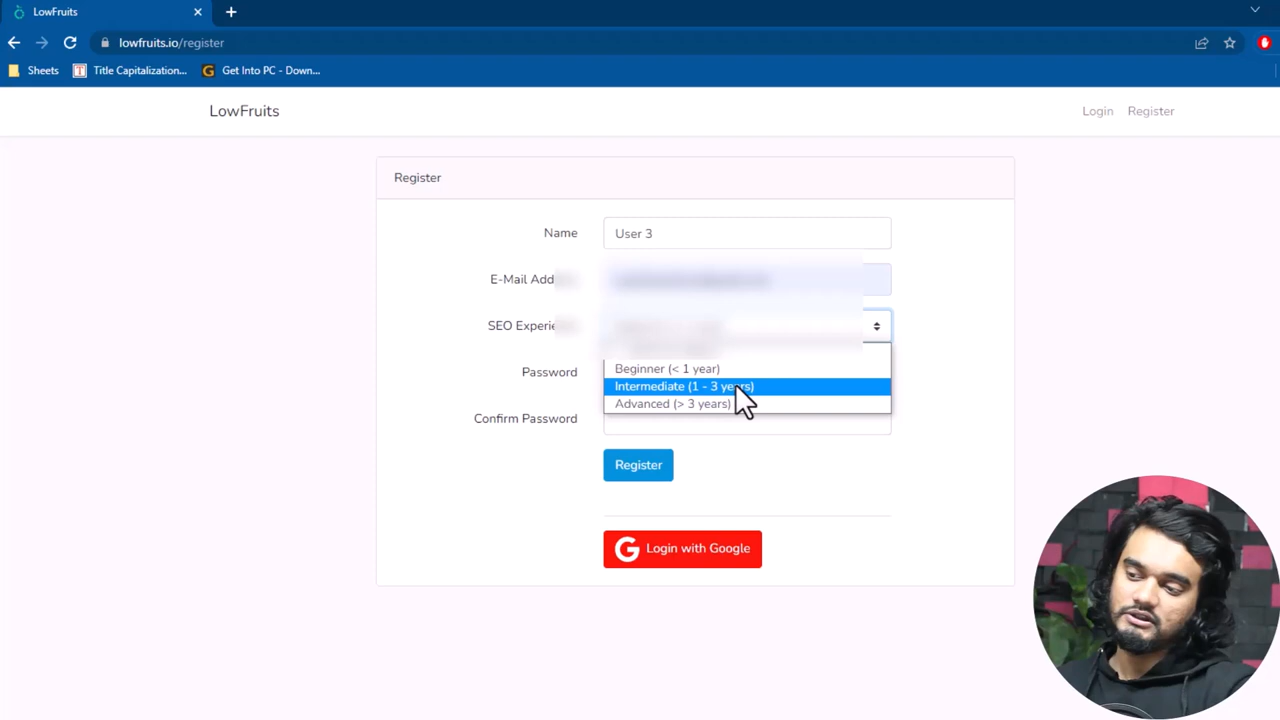 LowFruits
lowfruits.io/register
Sheets
Title Capitalization...
Get Into PC - Down...
LowFruits
Login
Register
Register
Name
User 3
E-Mail Add
SEO Experie
Beginner (< 1 year)
Password
Intermediate (1 - 3 years)
Advanced (> 3 years)
Confirm Password
Register
Login with Google